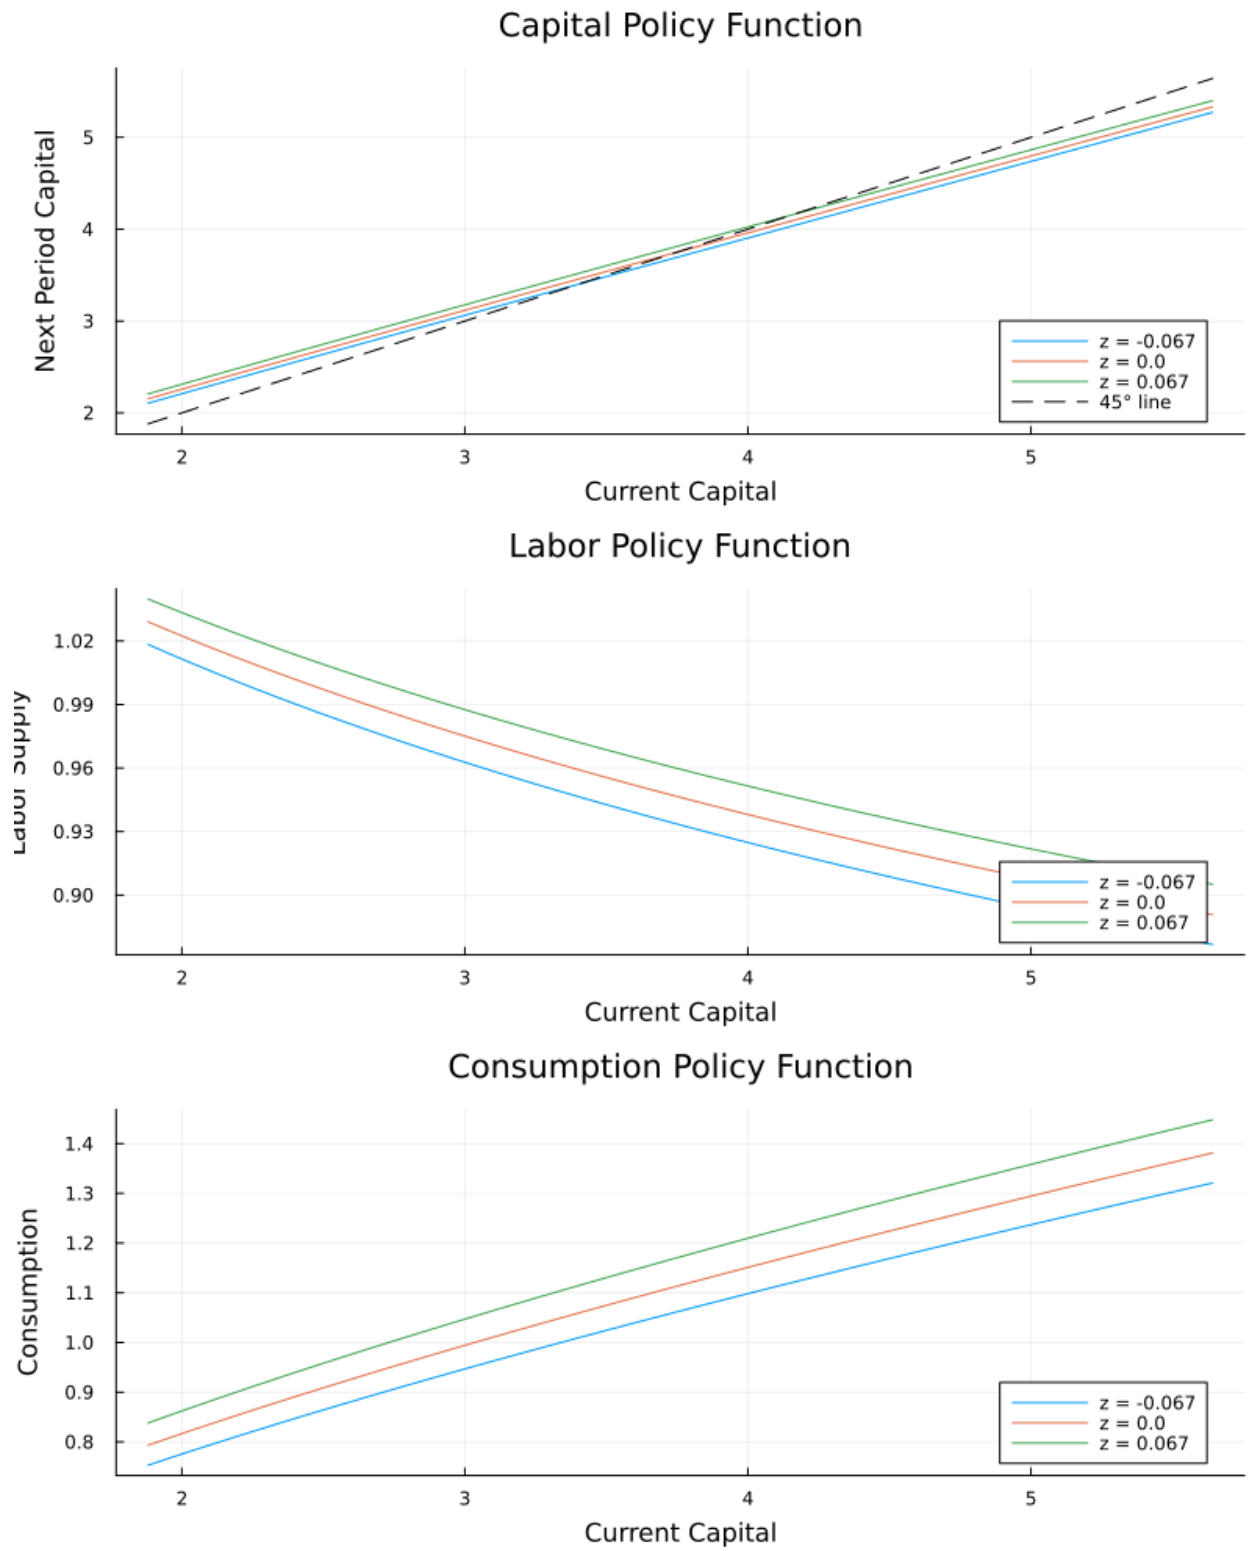 Capital Policy Function
Next Period Capital
5
4
3
2
z = -0.067
z = 0.0
z = 0.067
45° line
2 3 4 5
Current Capital
Labor Policy Function
Labor Supply
1.02
0.99
0.96
0.93
0.90
z = -0.067
z = 0.0
z = 0.067
2 3 4 5
Current Capital
Consumption Policy Function
Consumption
1.4
1.3
1.2
1.1
1.0
0.9
0.8
z = -0.067
z = 0.0
z = 0.067
2 3 4 5
Current Capital